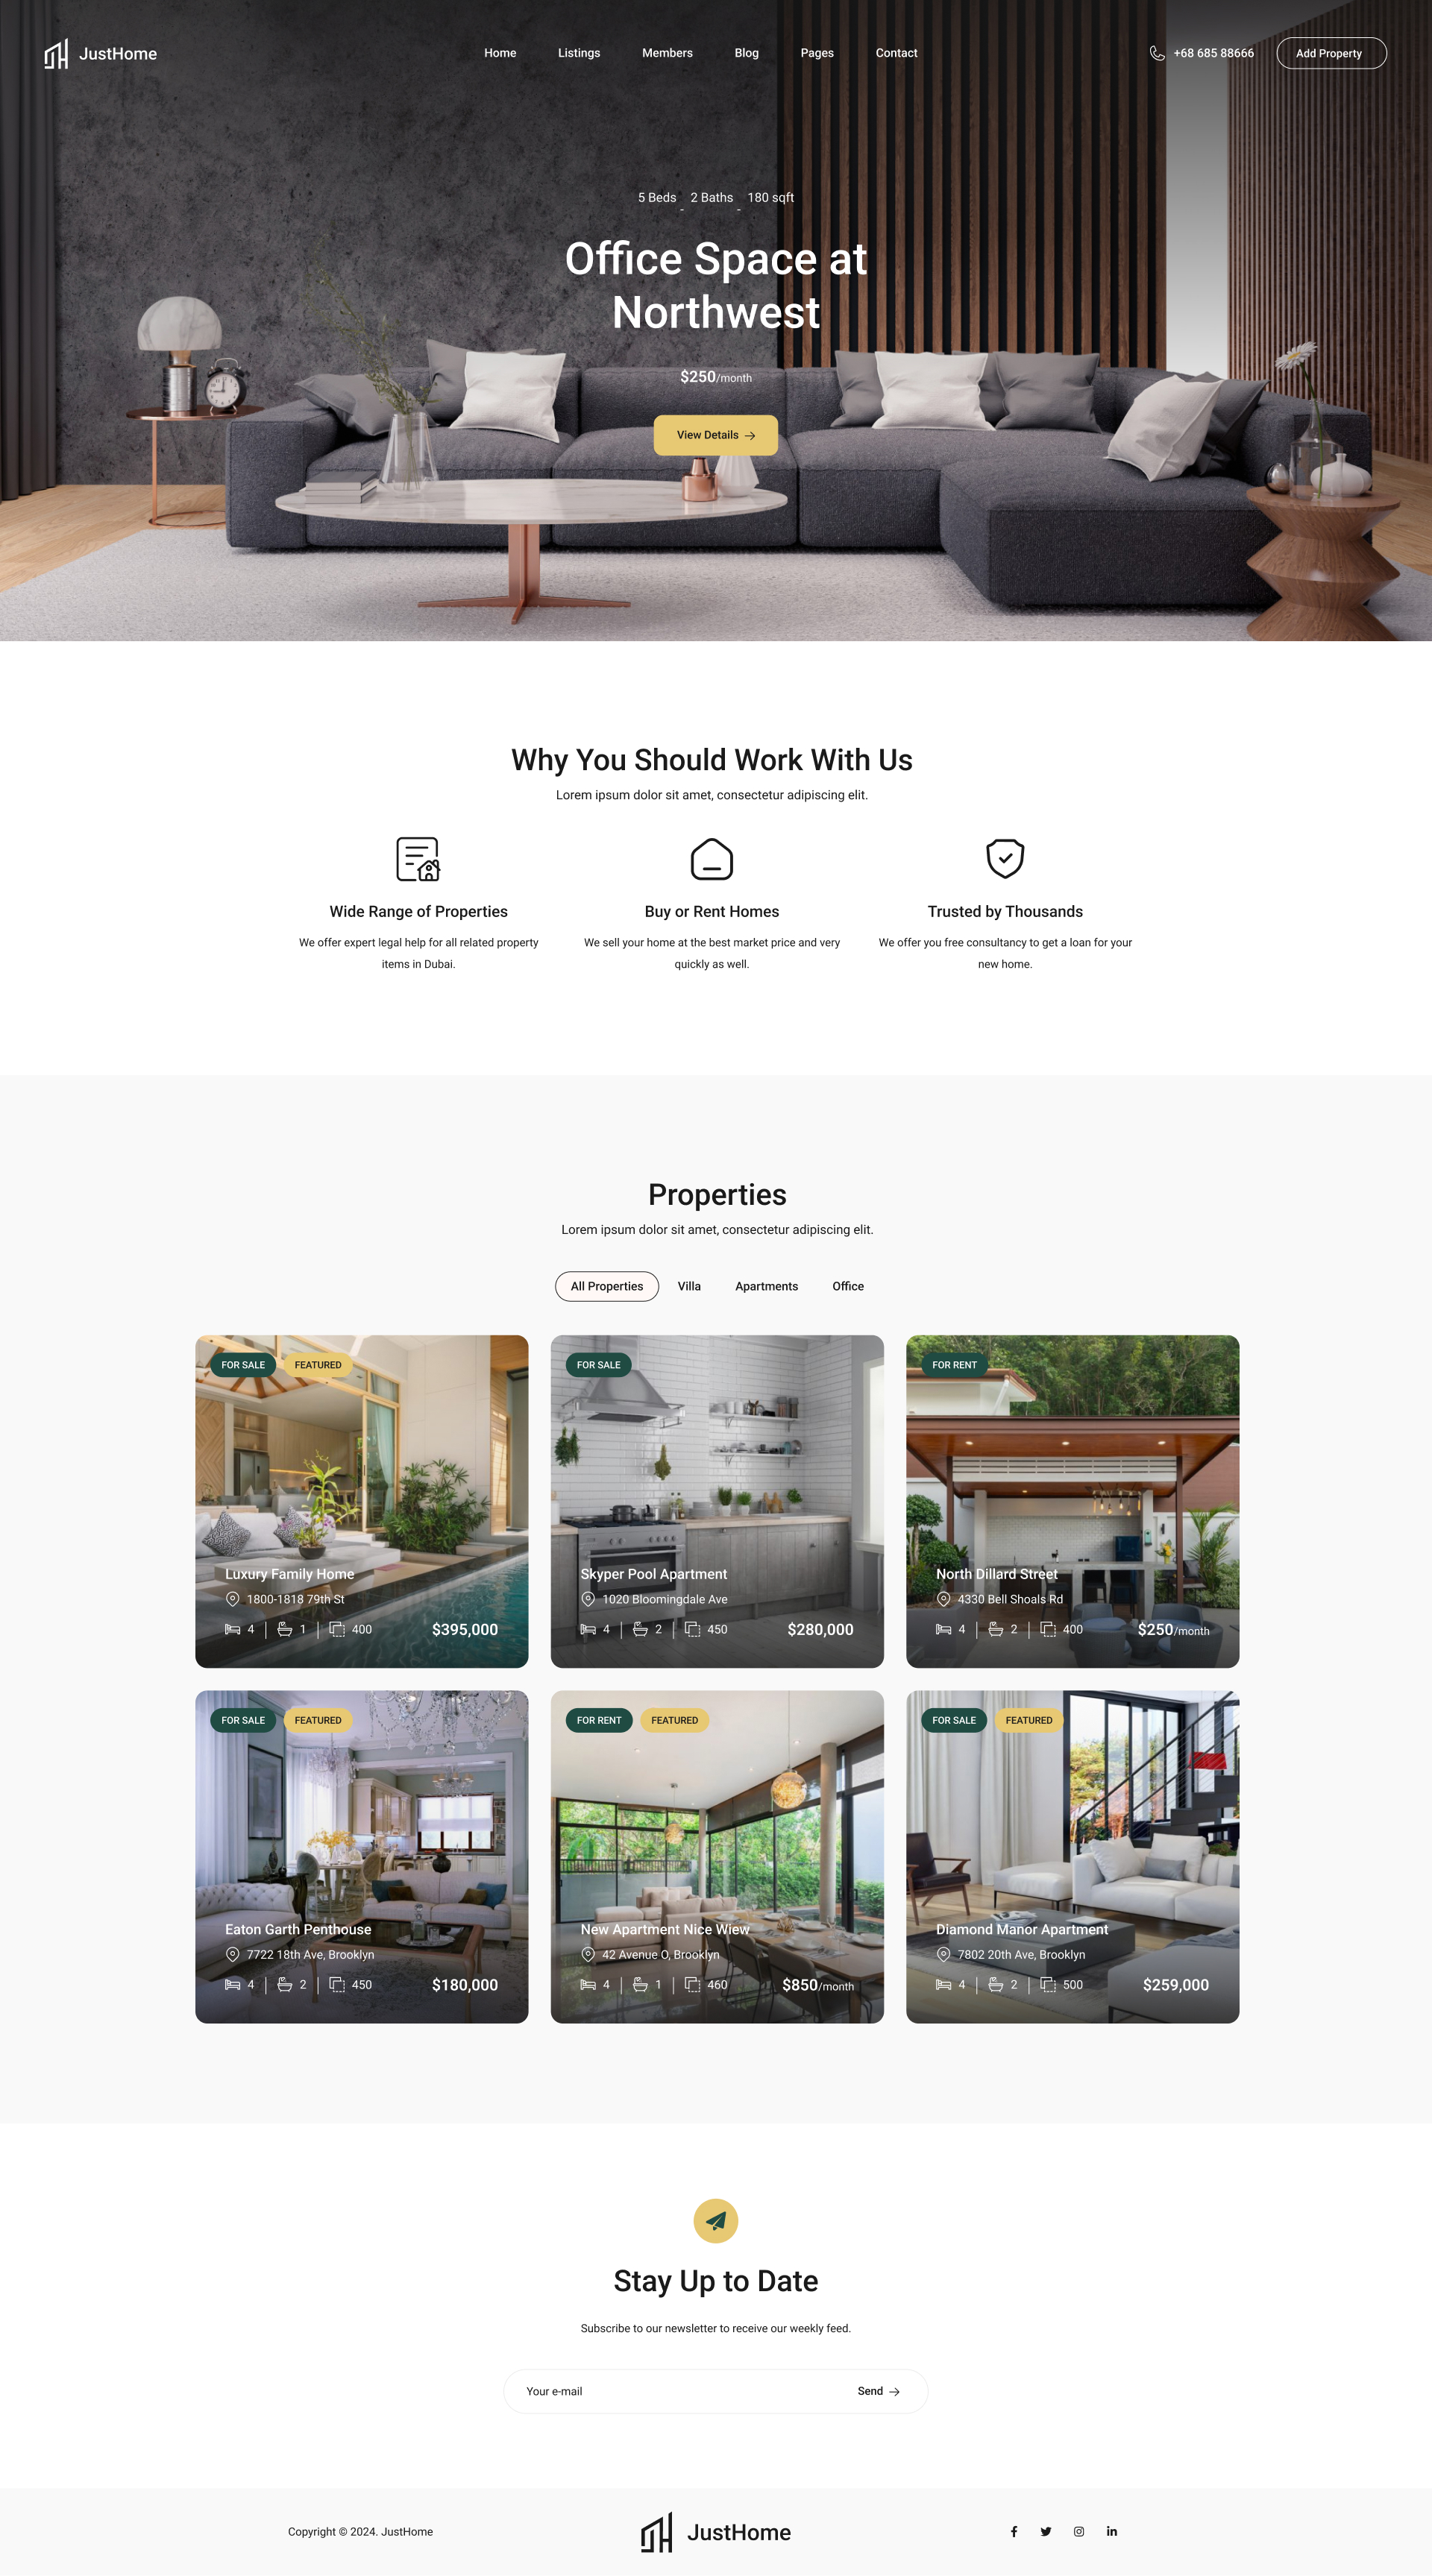 JustHome
Home Listings Members Blog Pages Contact
+68 685 88666
Add Property
5 Beds - 2 Baths - 180 sqft
Office Space at
Northwest
$250/month
View Details
Why You Should Work With Us
Lorem ipsum dolor sit amet, consectetur adipiscing elit.
Wide Range of Properties
We offer expert legal help for all related property
items in Dubai.
Buy or Rent Homes
We sell your home at the best market price and very
quickly as well.
Trusted by Thousands
We offer you free consultancy to get a loan for your
new home.
Properties
Lorem ipsum dolor sit amet, consectetur adipiscing elit.
All Properties Villa Apartments Office
FOR SALE FEATURED
Luxury Family Home
1800-1818 79th St
4 1 400 $395,000
FOR SALE
Skyper Pool Apartment
1020 Bloomingdale Ave
4 2 450 $280,000
FOR RENT
North Dillard Street
4330 Bell Shoals Rd
4 2 400 $250/month
FOR SALE FEATURED
Eaton Garth Penthouse
7722 18th Ave, Brooklyn
4 2 450 $180,000
FOR RENT FEATURED
New Apartment Nice Wiew
42 Avenue O, Brooklyn
4 1 460 $850/month
FOR SALE FEATURED
Diamond Manor Apartment
7802 20th Ave, Brooklyn
4 2 500 $259,000
Stay Up to Date
Subscribe to our newsletter to receive our weekly feed.
Your e-mail Send
Copyright © 2024. JustHome
JustHome